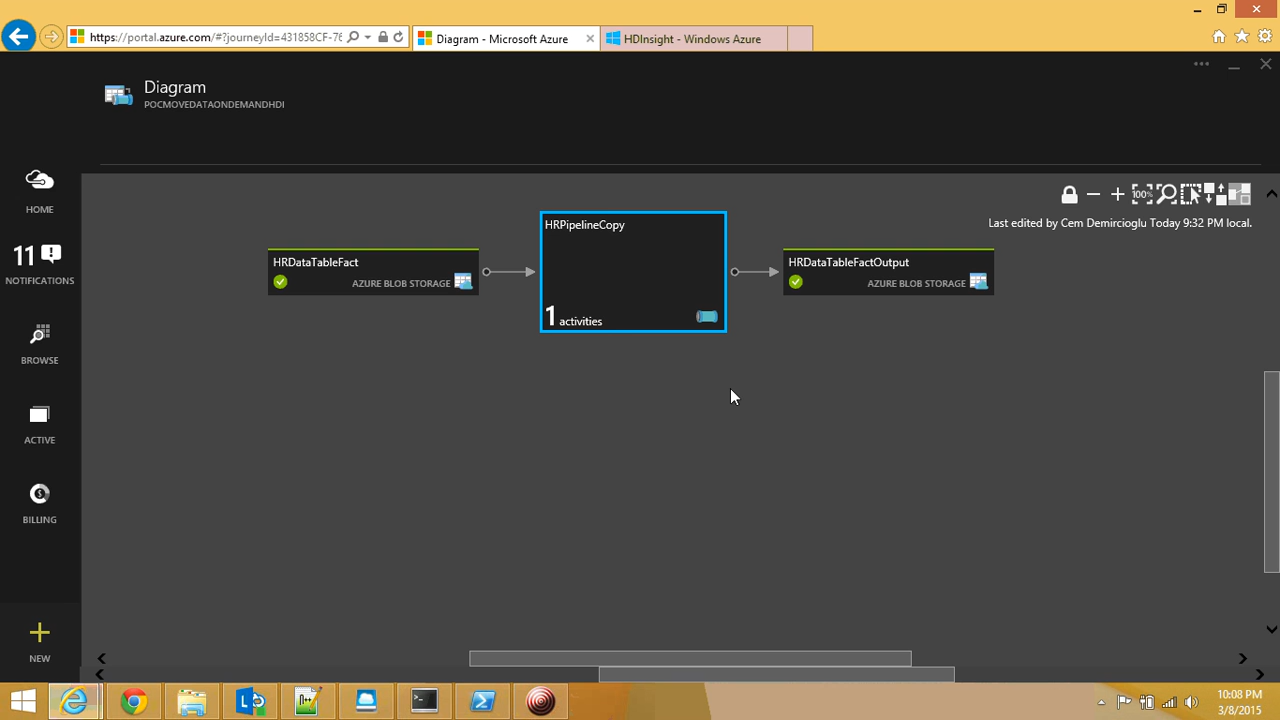 https://portal.azure.com/#?journeyId=431858CF-76
Diagram - Microsoft Azure
HDInsight - Windows Azure
Diagram
POCMOVEDATAONDEMANDHDI
HOME
11
NOTIFICATIONS
BROWSE
ACTIVE
BILLING
NEW
100%
Last edited by Cem Demircioglu Today 9:32 PM local.
HRDataTableFact
AZURE BLOB STORAGE
HRPipelineCopy
1 activities
HRDataTableFactOutput
AZURE BLOB STORAGE
10:08 PM
3/8/2015